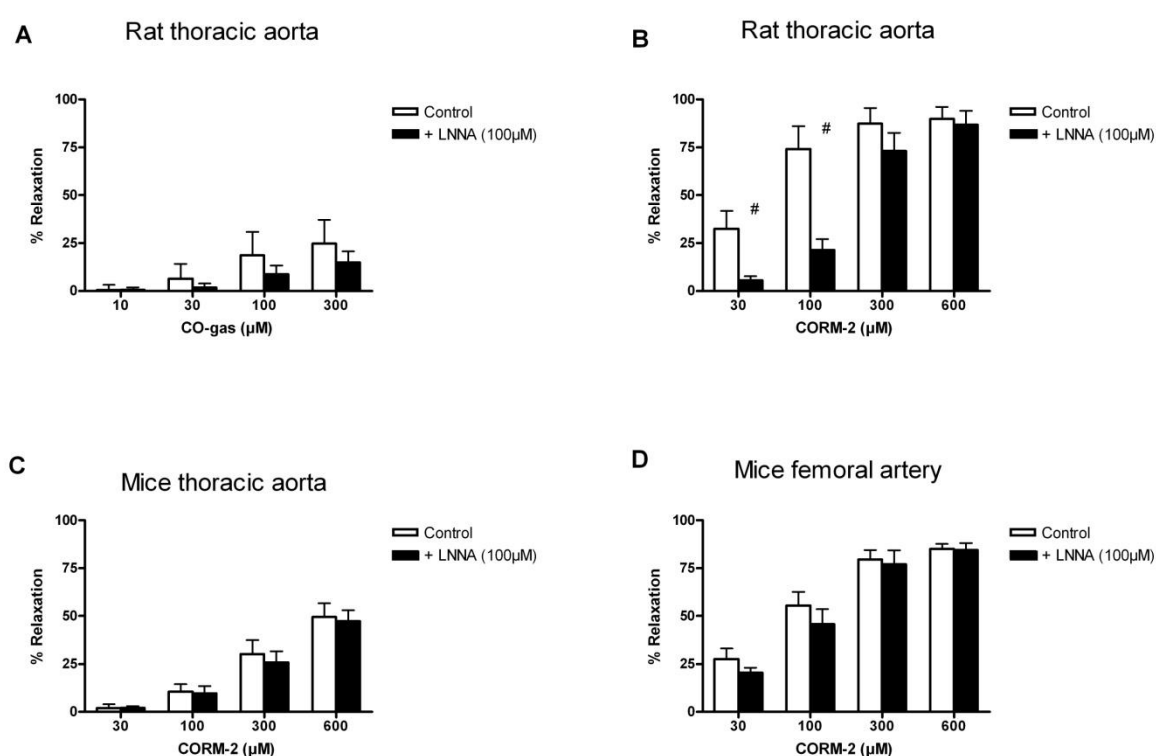 A
Rat thoracic aorta
100
75
50
25
0
% Relaxation
10 30 100 300
CO-gas (µM)
Control
+ LNNA (100µM)
B
Rat thoracic aorta
100
75
50
25
0
% Relaxation
#
#
30 100 300 600
CORM-2 (µM)
Control
+ LNNA (100µM)
C
Mice thoracic aorta
100
75
50
25
0
% Relaxation
30 100 300 600
CORM-2 (µM)
Control
+ LNNA (100µM)
D
Mice femoral artery
100
75
50
25
0
% Relaxation
30 100 300 600
CORM-2 (µM)
Control
+ LNNA (100µM)